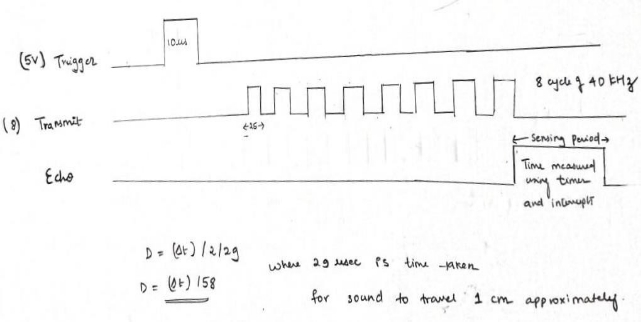 10us
(5V) Trigger
8 cycle of 40 kHz
(8) Transmit
←25→
← Sensing Period →
Echo
Time measured
using timer
and interrupt
D = (Δt) / 2 / 29
where 29 usec is time taken
D = (Δt) / 58
for sound to travel 1 cm approximately.